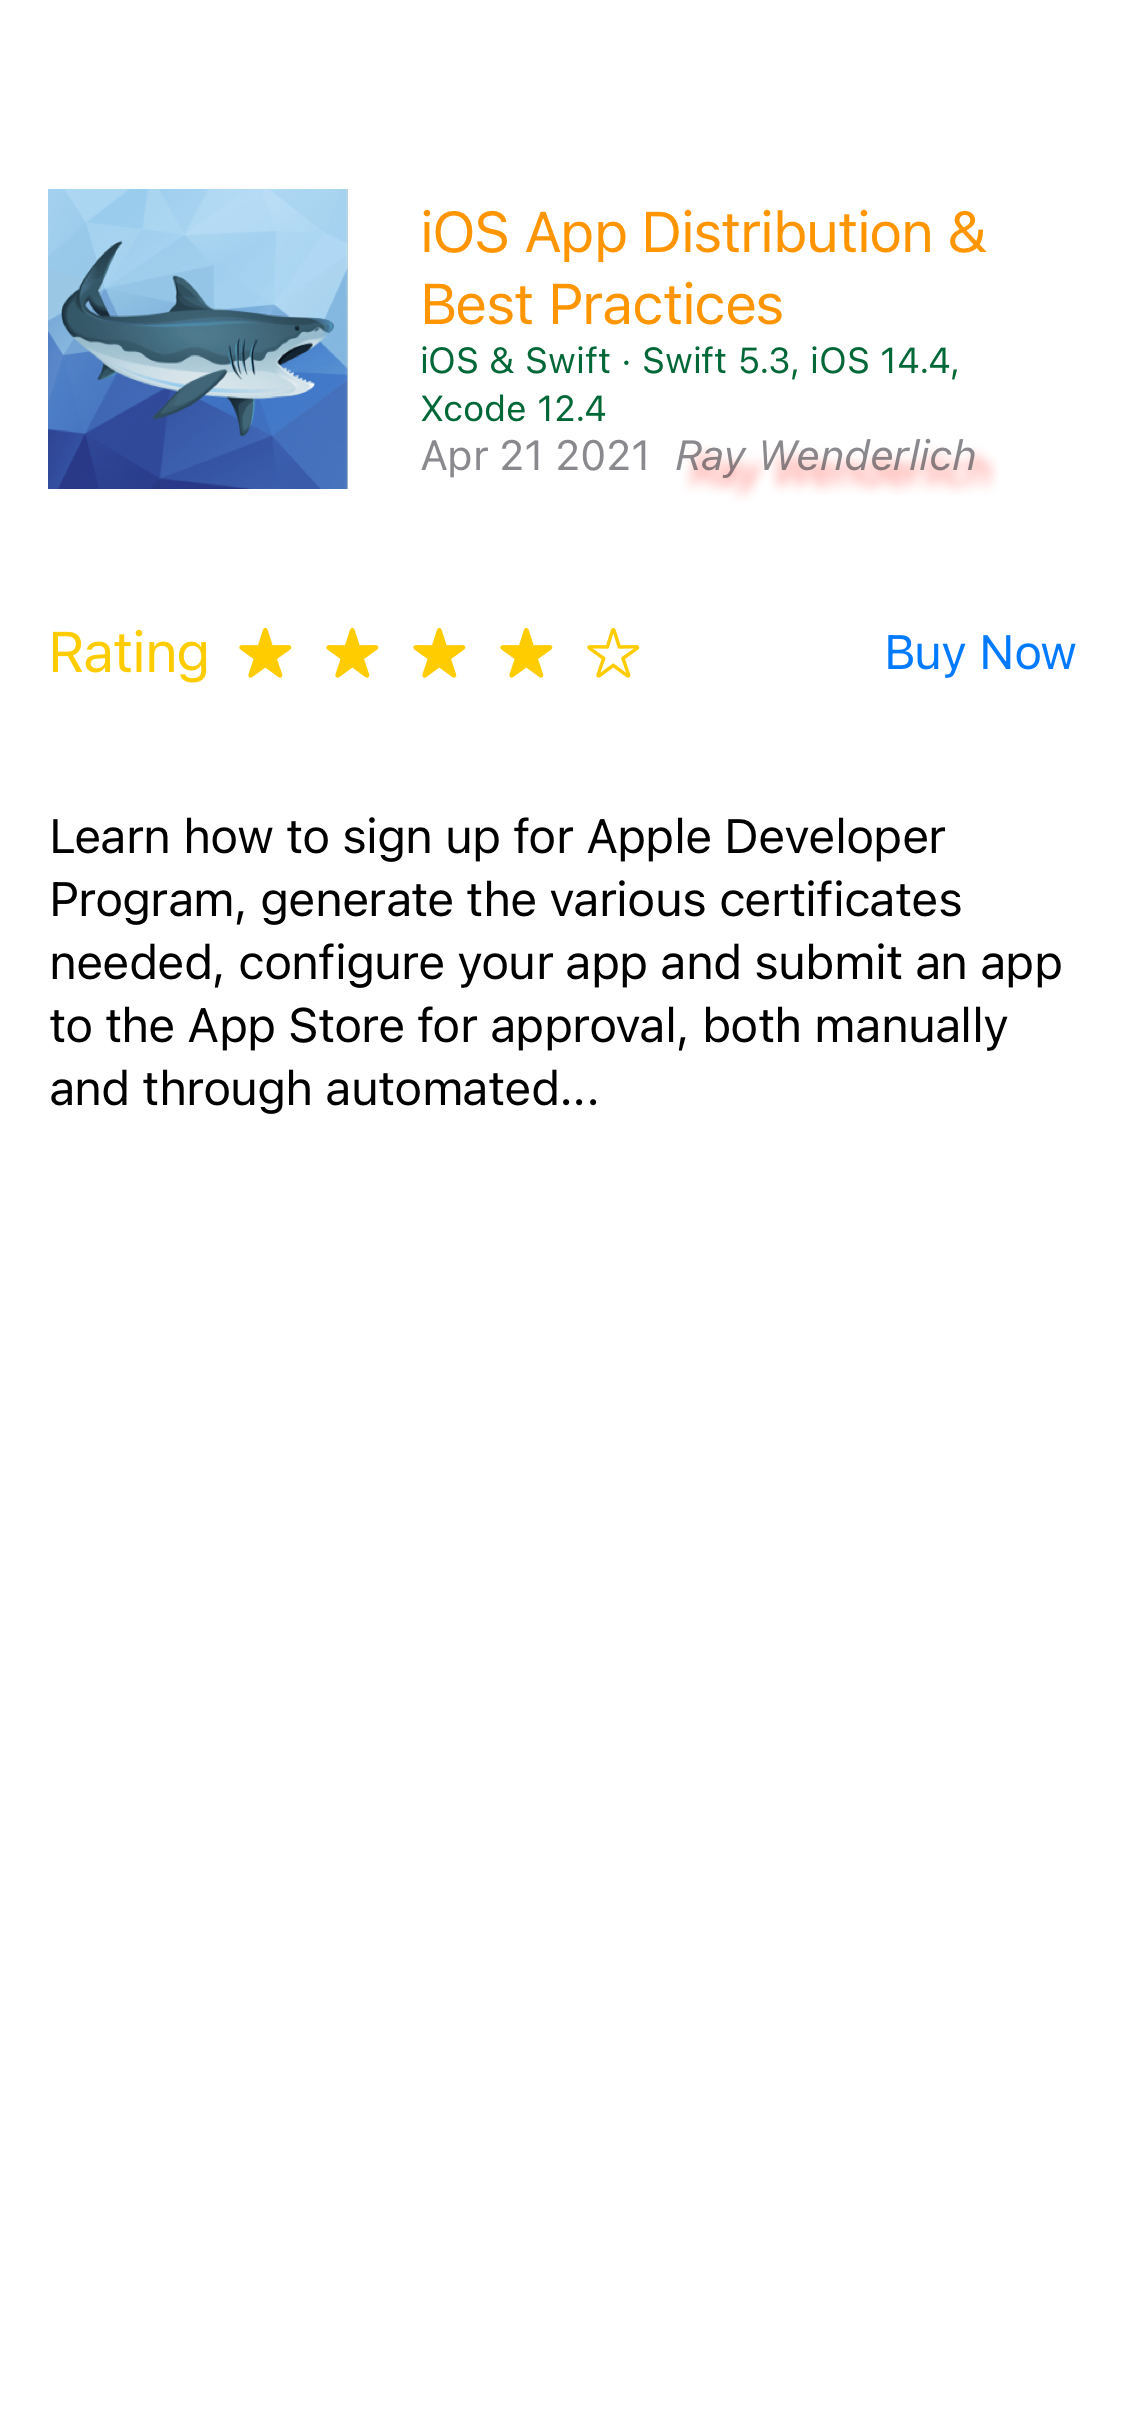 iOS App Distribution &
Best Practices
iOS & Swift · Swift 5.3, iOS 14.4,
Xcode 12.4
Apr 21 2021 Ray Wenderlich
Rating ★ ★ ★ ★ ☆ Buy Now
Learn how to sign up for Apple Developer
Program, generate the various certificates
needed, configure your app and submit an app
to the App Store for approval, both manually
and through automated...